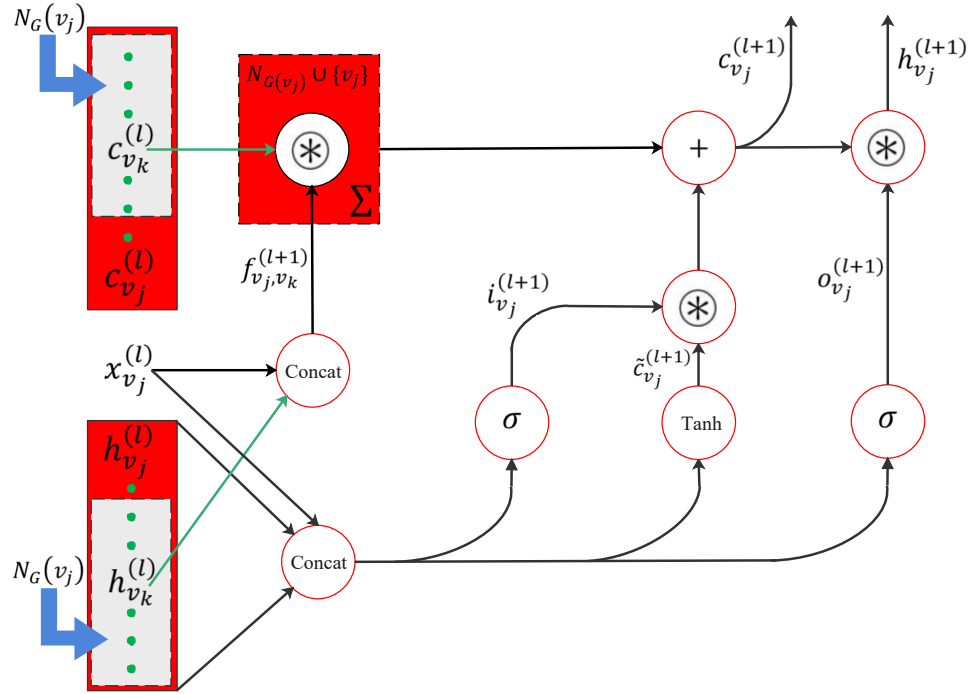 N_G(v_j)
c_{v_k}^{(l)}
c_{v_j}^{(l)}
N_{G(v_j)} ∪ {v_j}
⊛
Σ
f_{v_j,v_k}^{(l+1)}
+
c_{v_j}^{(l+1)}
h_{v_j}^{(l+1)}
⊛
i_{v_j}^{(l+1)}
⊛
o_{v_j}^{(l+1)}
c̃_{v_j}^{(l+1)}
x_{v_j}^{(l)}
Concat
σ
Tanh
σ
h_{v_j}^{(l)}
Concat
N_G(v_j)
h_{v_k}^{(l)}